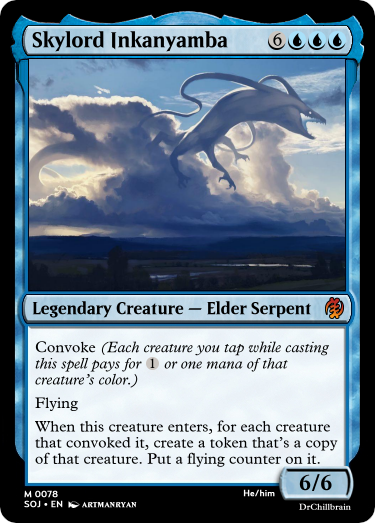 Skylord Inkanyamba 6
Legendary Creature — Elder Serpent
Convoke (Each creature you tap while casting
this spell pays for 1 or one mana of that
creature's color.)
Flying
When this creature enters, for each creature
that convoked it, create a token that's a copy
of that creature. Put a flying counter on it.
6/6
M 0078
He/him
SOJ • EN ARTMANRYAN
DrChillbrain